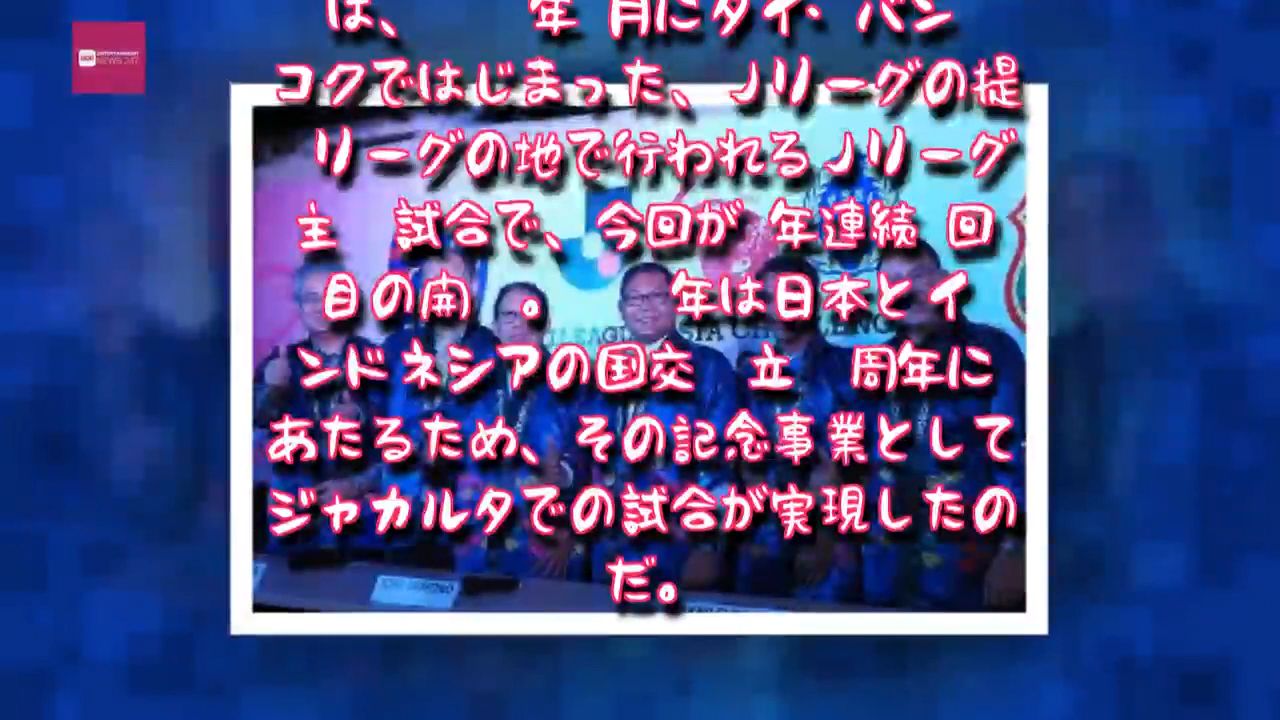 ENTERTAINMENT
NEWS 24/7
は、 年 月にタイ・バン
コクではじまった、Jリーグの提
リーグの地で行われるJリーグ
主 試合で、今回が 年連続 回
目の開 。 年は日本とイ
ンドネシアの国交 立 周年に
あたるため、その記念事業として
ジャカルタでの試合が実現したの
だ。